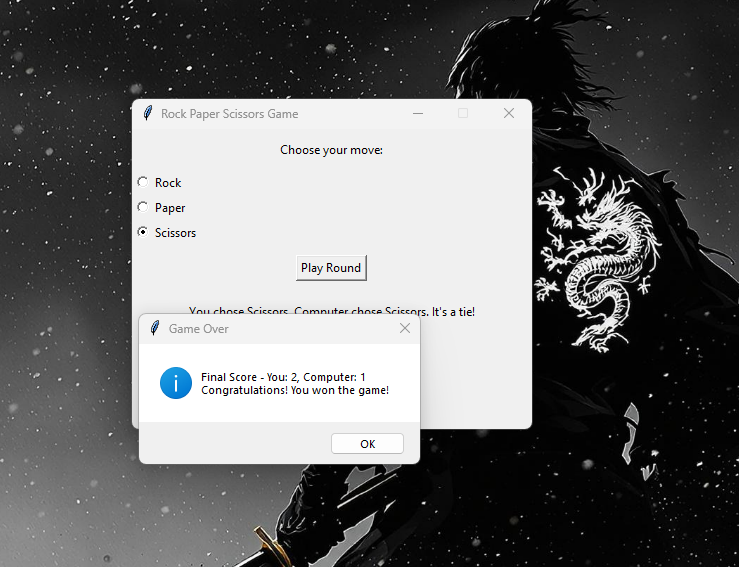 Rock Paper Scissors Game
Choose your move:
Rock
Paper
Scissors
Play Round
You chose Scissors. Computer chose Scissors. It's a tie!
Game Over
Final Score - You: 2, Computer: 1
Congratulations! You won the game!
OK